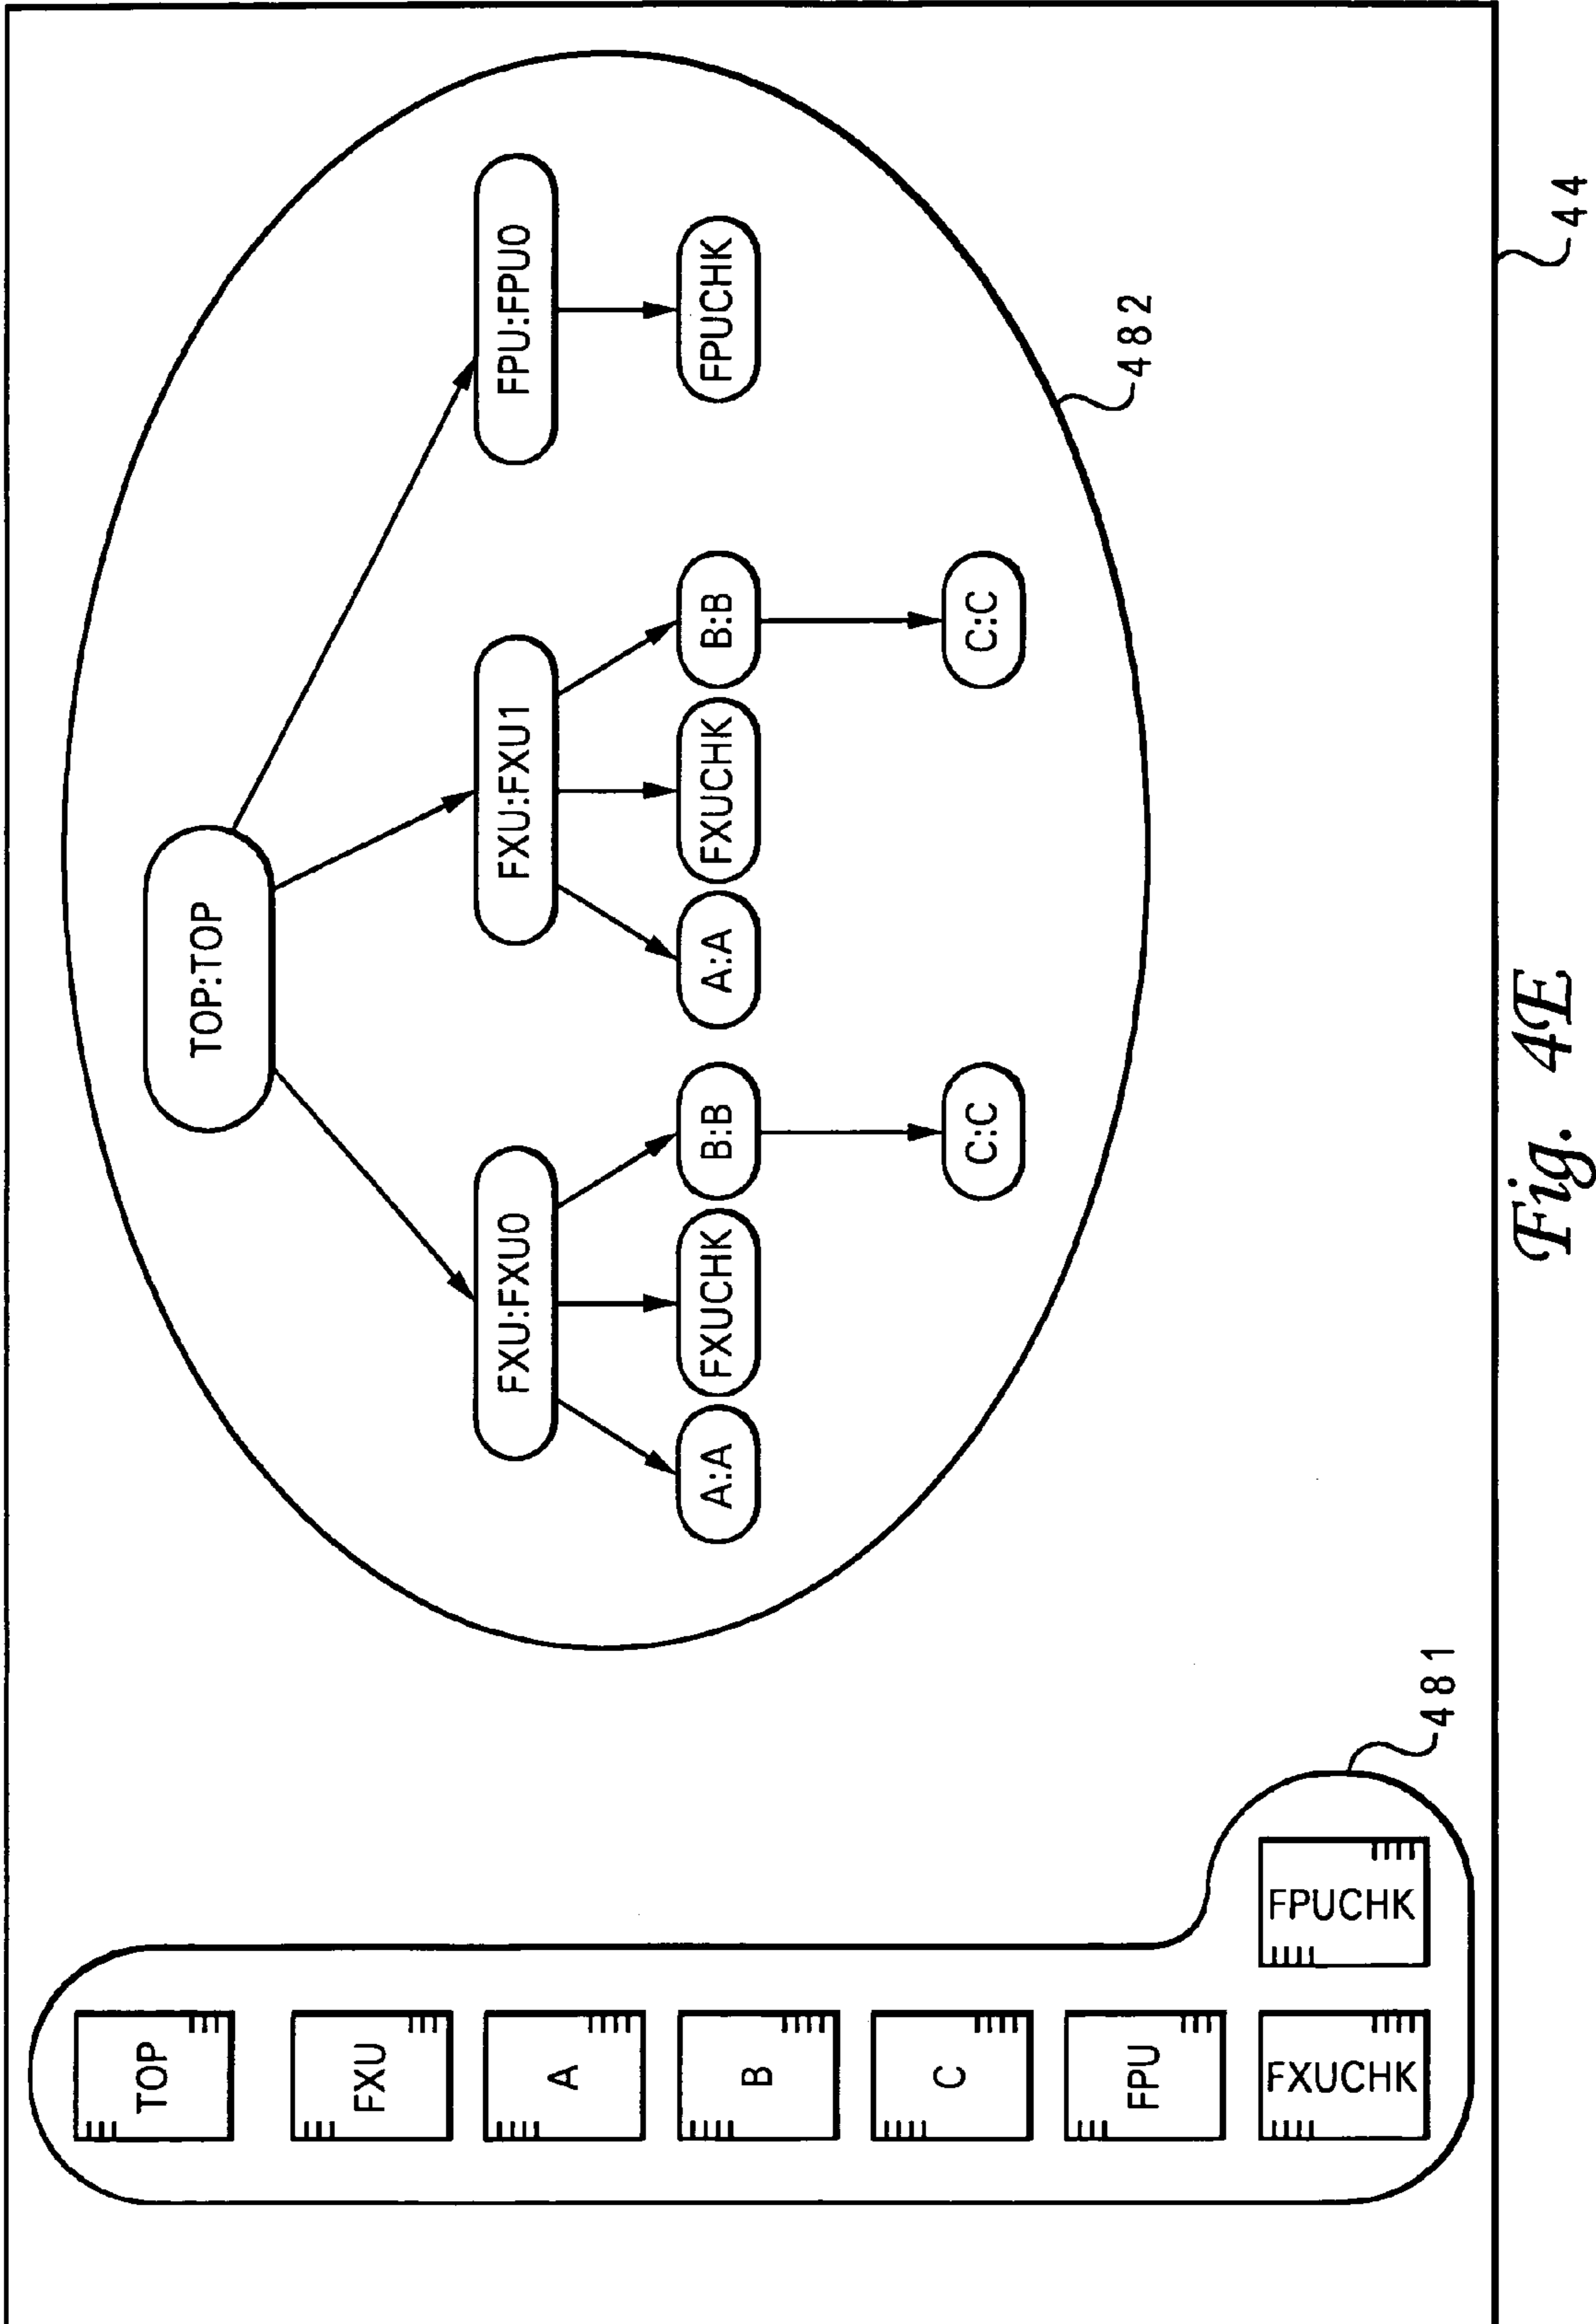 TOP
FXU
A
B
C
FPU
FXUCHK
FPUCHK
481
TOP:TOP
FXU:FXU0
FXU:FXU1
FPU:FPU0
A:A
FXUCHK
B:B
A:A
FXUCHK
B:B
FPUCHK
C:C
C:C
482
44
Fig. 4E